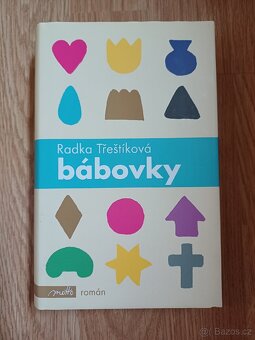 Radka Třeštíková
bábovky
motto román
© Bazos.cz